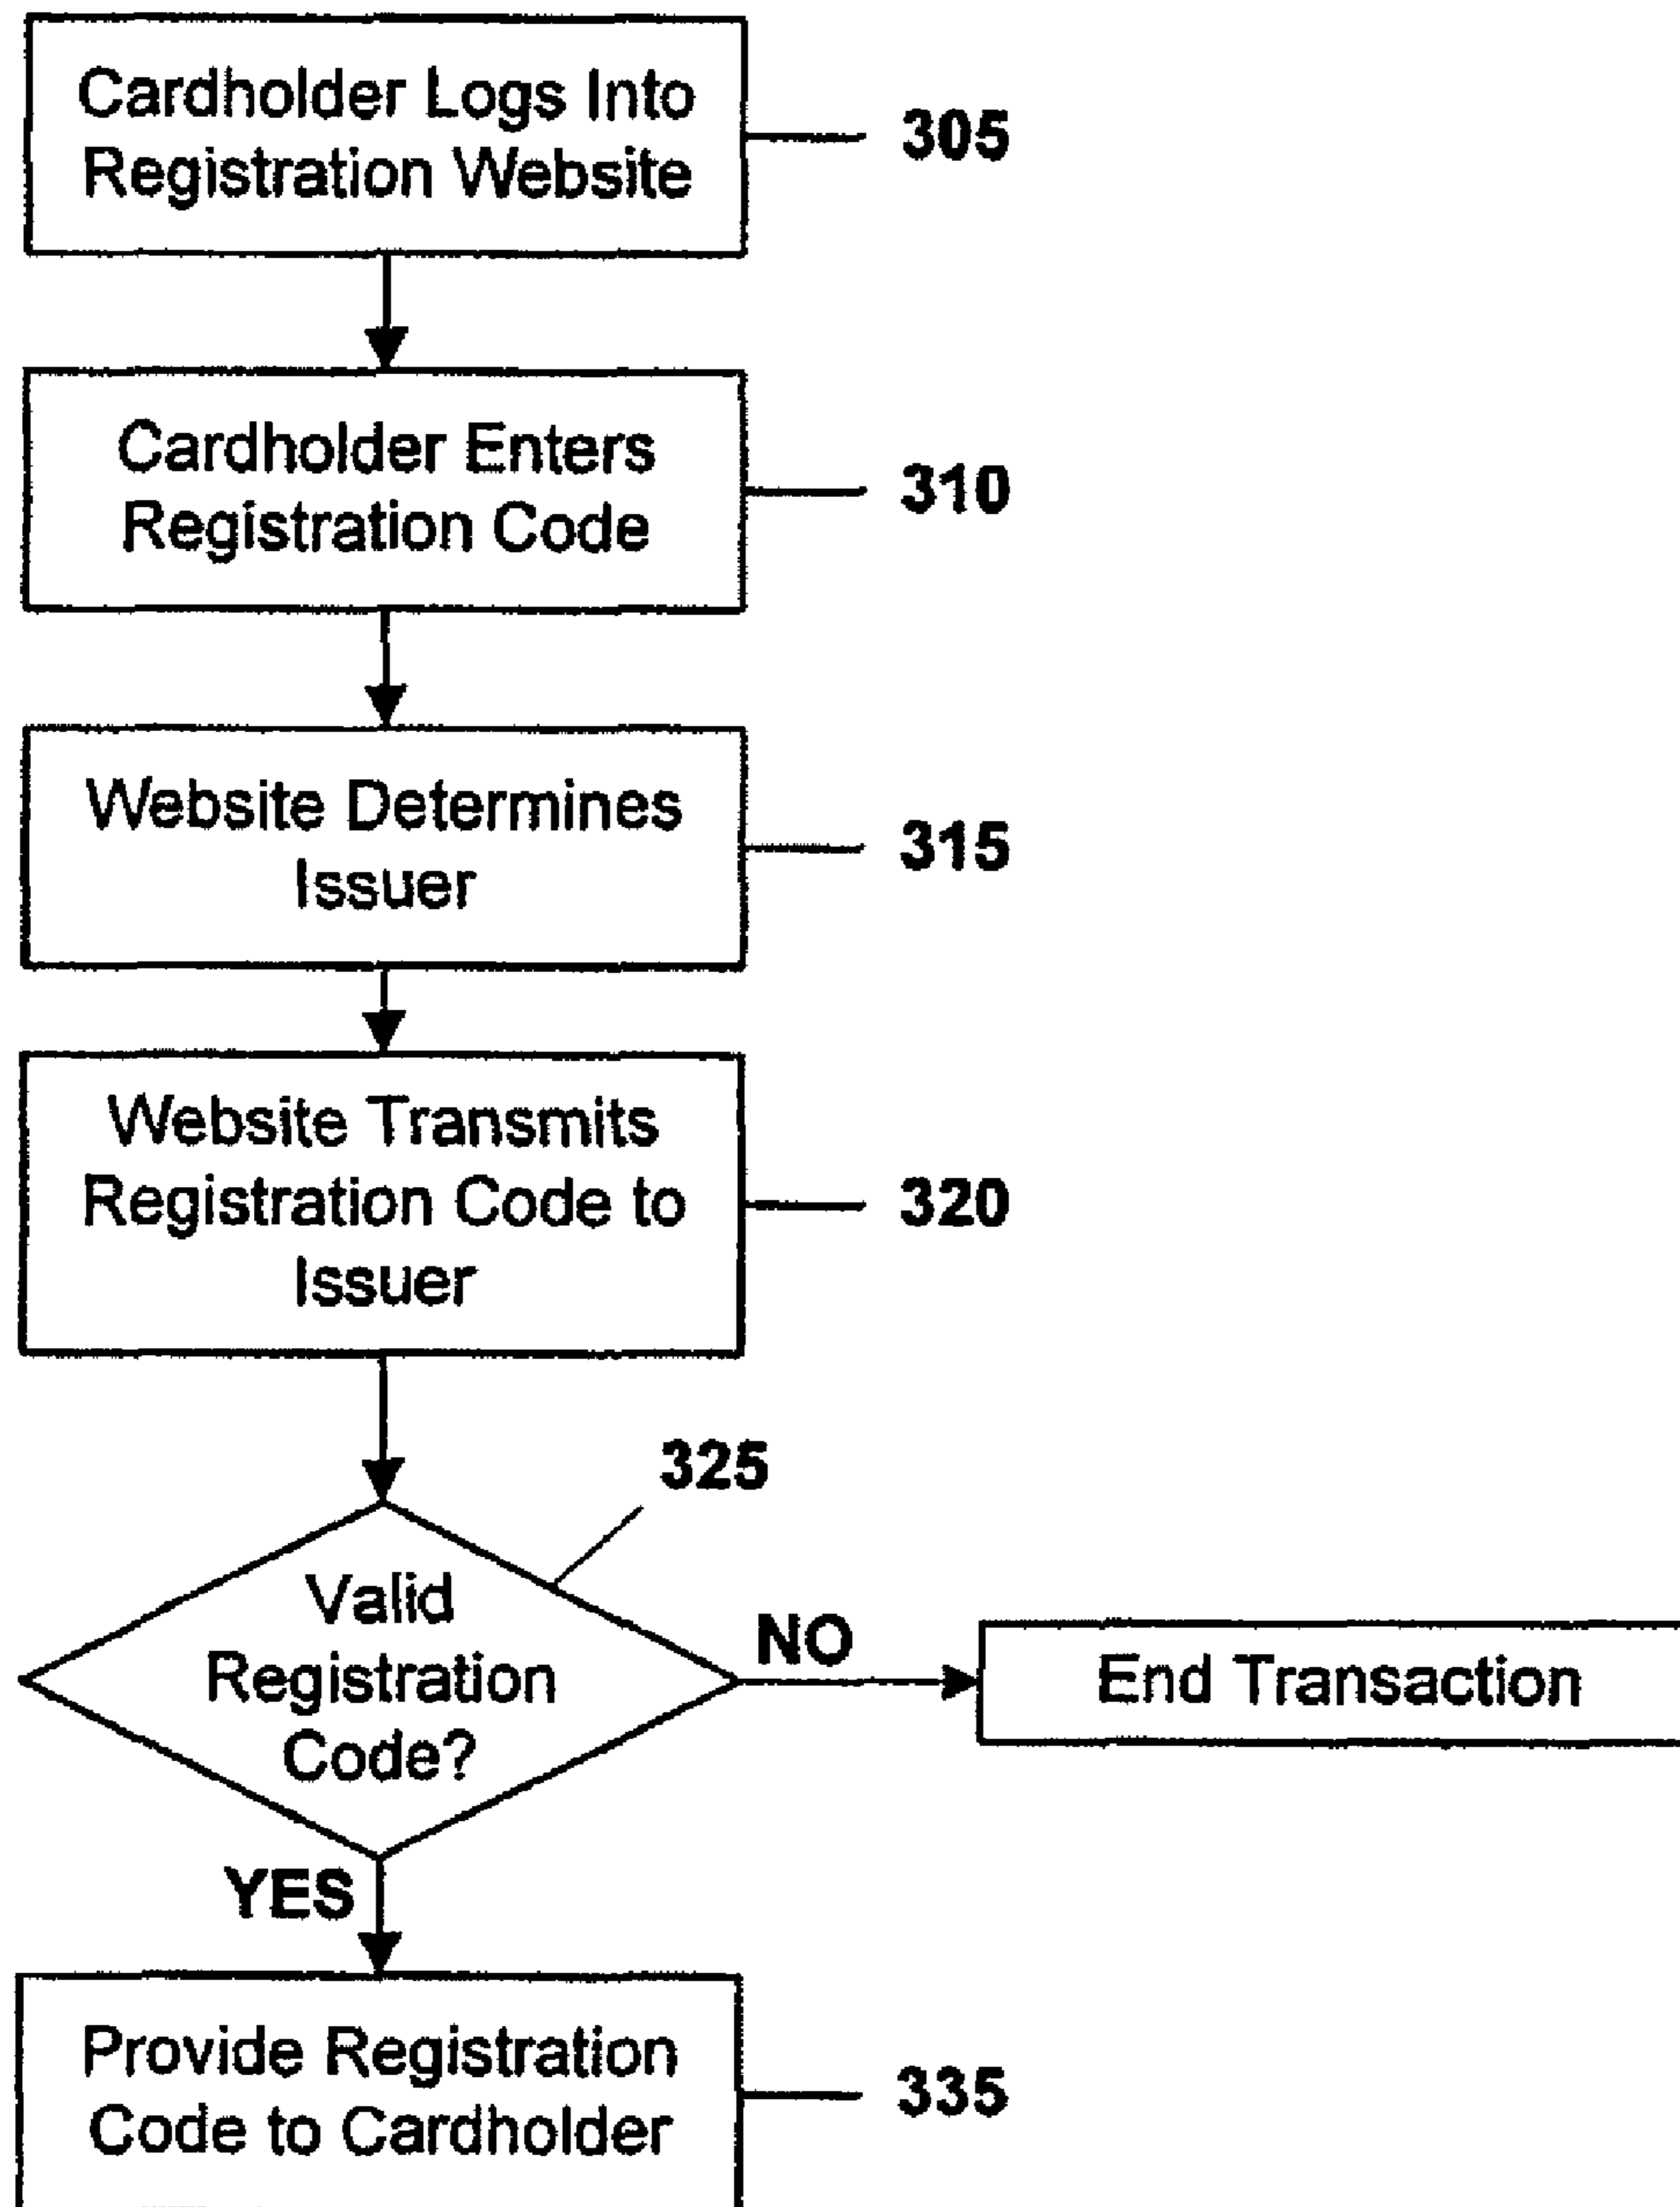 Cardholder Logs Into
Registration Website
305
Cardholder Enters
Registration Code
310
Website Determines
Issuer
315
Website Transmits
Registration Code to
Issuer
320
325
Valid
Registration
Code?
NO
End Transaction
YES
Provide Registration
Code to Cardholder
335